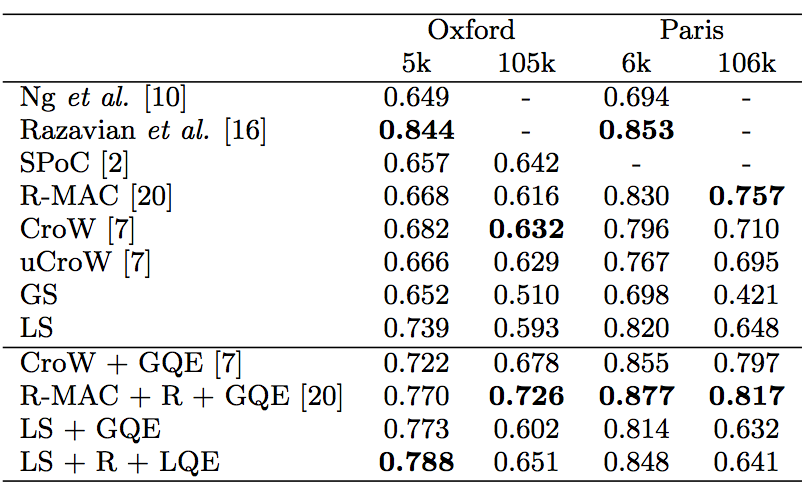 Oxford Paris
5k 105k 6k 106k
Ng et al. [10] 0.649 - 0.694 -
Razavian et al. [16] 0.844 - 0.853 -
SPoC [2] 0.657 0.642 - -
R-MAC [20] 0.668 0.616 0.830 0.757
CroW [7] 0.682 0.632 0.796 0.710
uCroW [7] 0.666 0.629 0.767 0.695
GS 0.652 0.510 0.698 0.421
LS 0.739 0.593 0.820 0.648
CroW + GQE [7] 0.722 0.678 0.855 0.797
R-MAC + R + GQE [20] 0.770 0.726 0.877 0.817
LS + GQE 0.773 0.602 0.814 0.632
LS + R + LQE 0.788 0.651 0.848 0.641